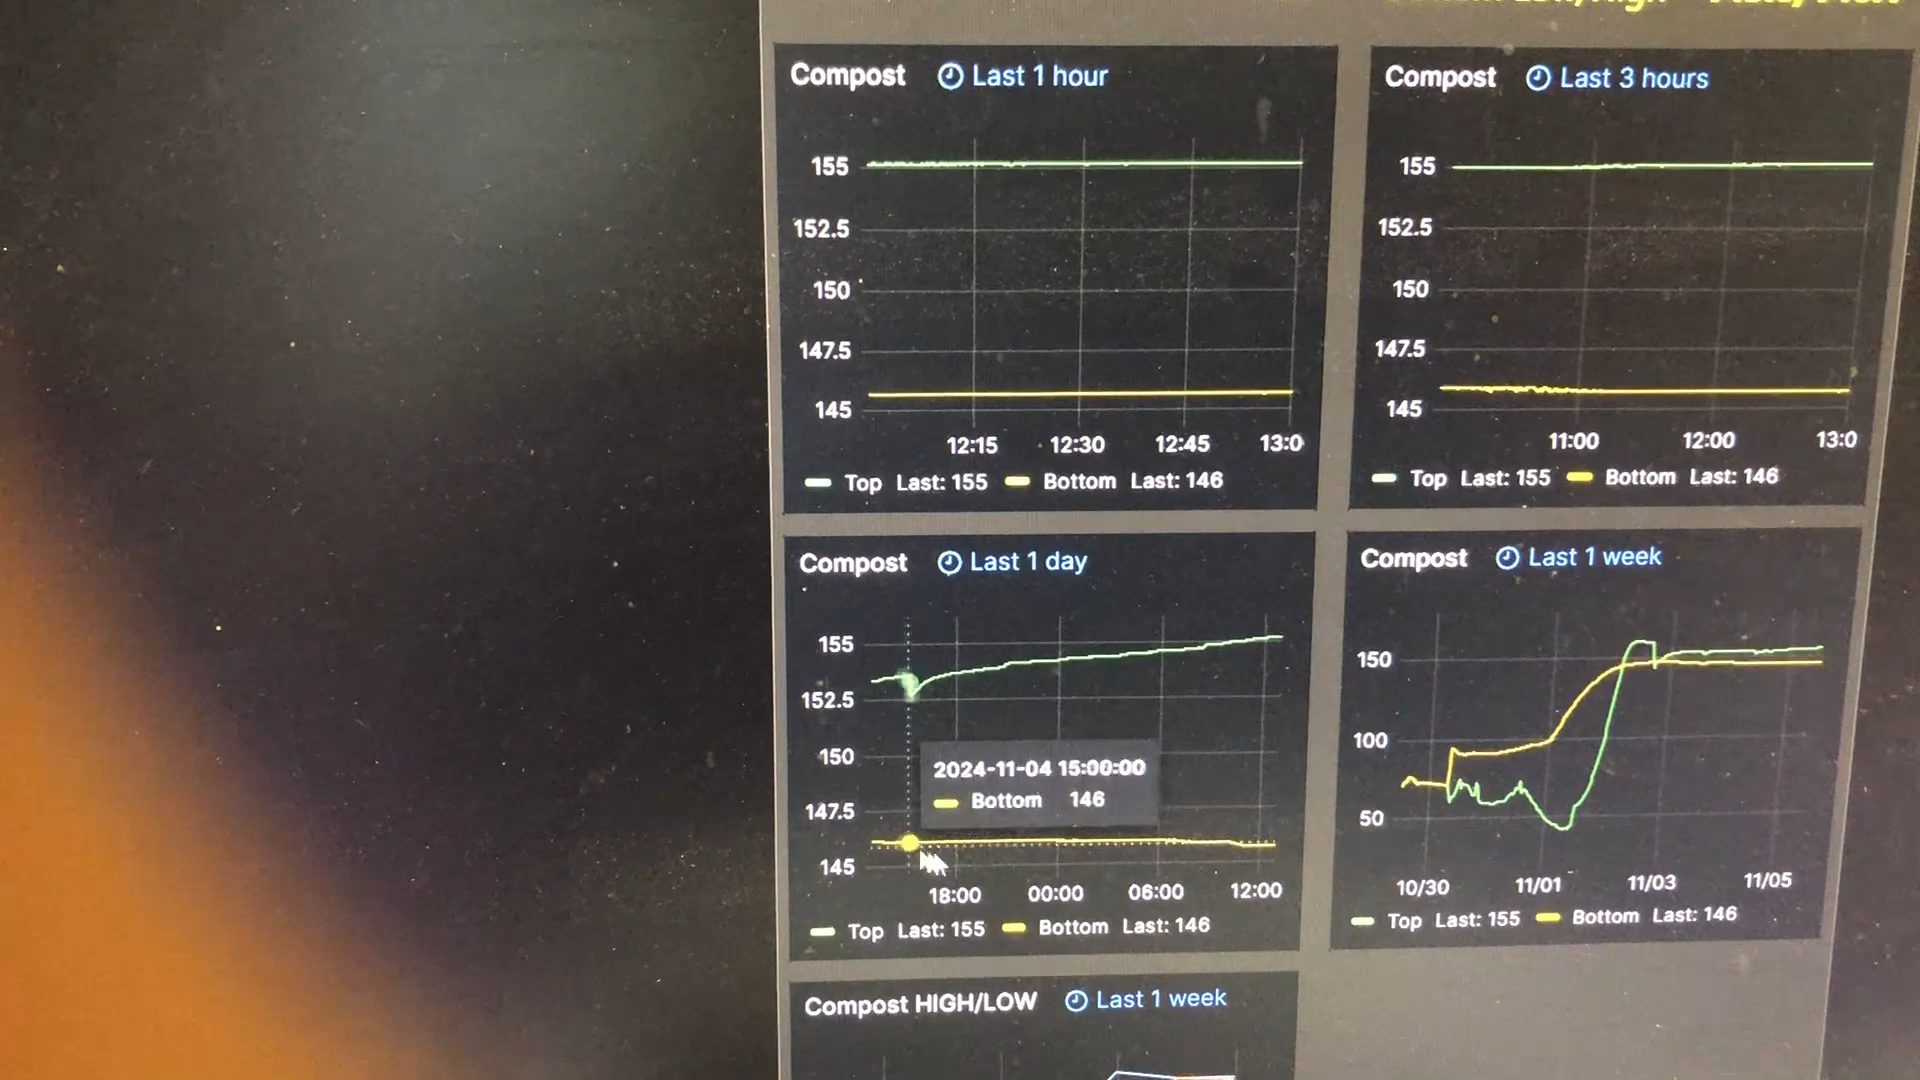 Compost Last 1 hour
155
152.5
150
147.5
145
12:15 12:30 12:45 13:0
Top Last: 155 Bottom Last: 146
Compost Last 3 hours
155
152.5
150
147.5
145
11:00 12:00 13:0
Top Last: 155 Bottom Last: 146
Compost Last 1 day
155
152.5
150
147.5
145
2024-11-04 15:00:00
Bottom 146
18:00 00:00 06:00 12:00
Top Last: 155 Bottom Last: 146
Compost Last 1 week
150
100
50
10/30 11/01 11/03 11/05
Top Last: 155 Bottom Last: 146
Compost HIGH/LOW Last 1 week